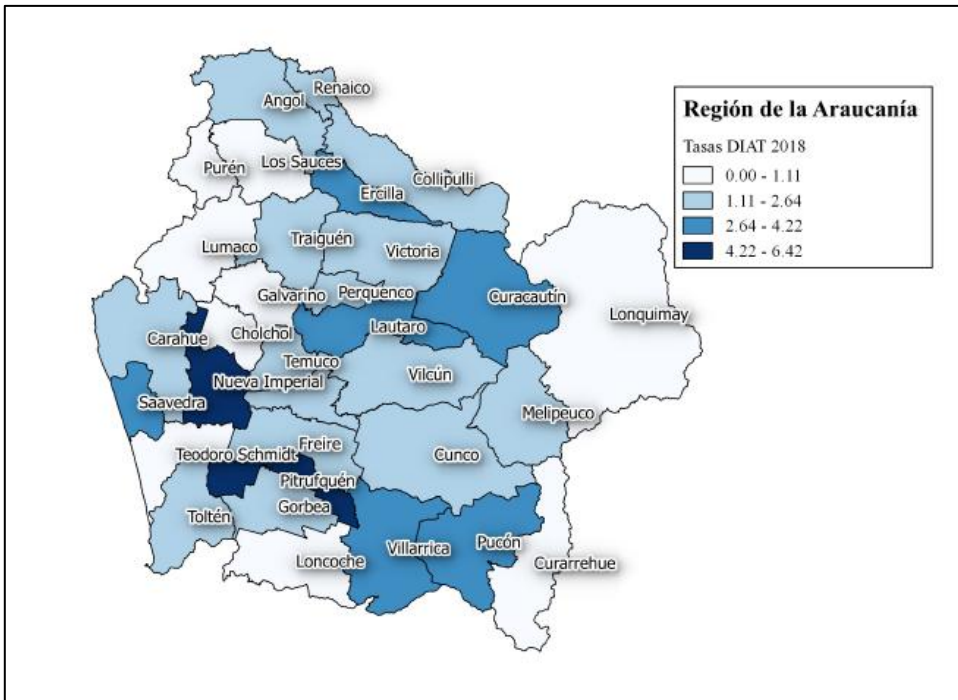 Región de la Araucanía
Tasas DIAT 2018
0.00 - 1.11
1.11 - 2.64
2.64 - 4.22
4.22 - 6.42
Renaico
Angol
Los Sauces
Purén
Collipulli
Ercilla
Lumaco
Traiguén
Victoria
Galvarino
Perquenco
Curacautín
Lonquimay
Carahue
Cholchol
Lautaro
Temuco
Vilcún
Nueva Imperial
Saavedra
Melipeuco
Teodoro Schmidt
Freire
Cunco
Pitrufquén
Gorbea
Toltén
Loncoche
Villarrica
Pucón
Curarrehue